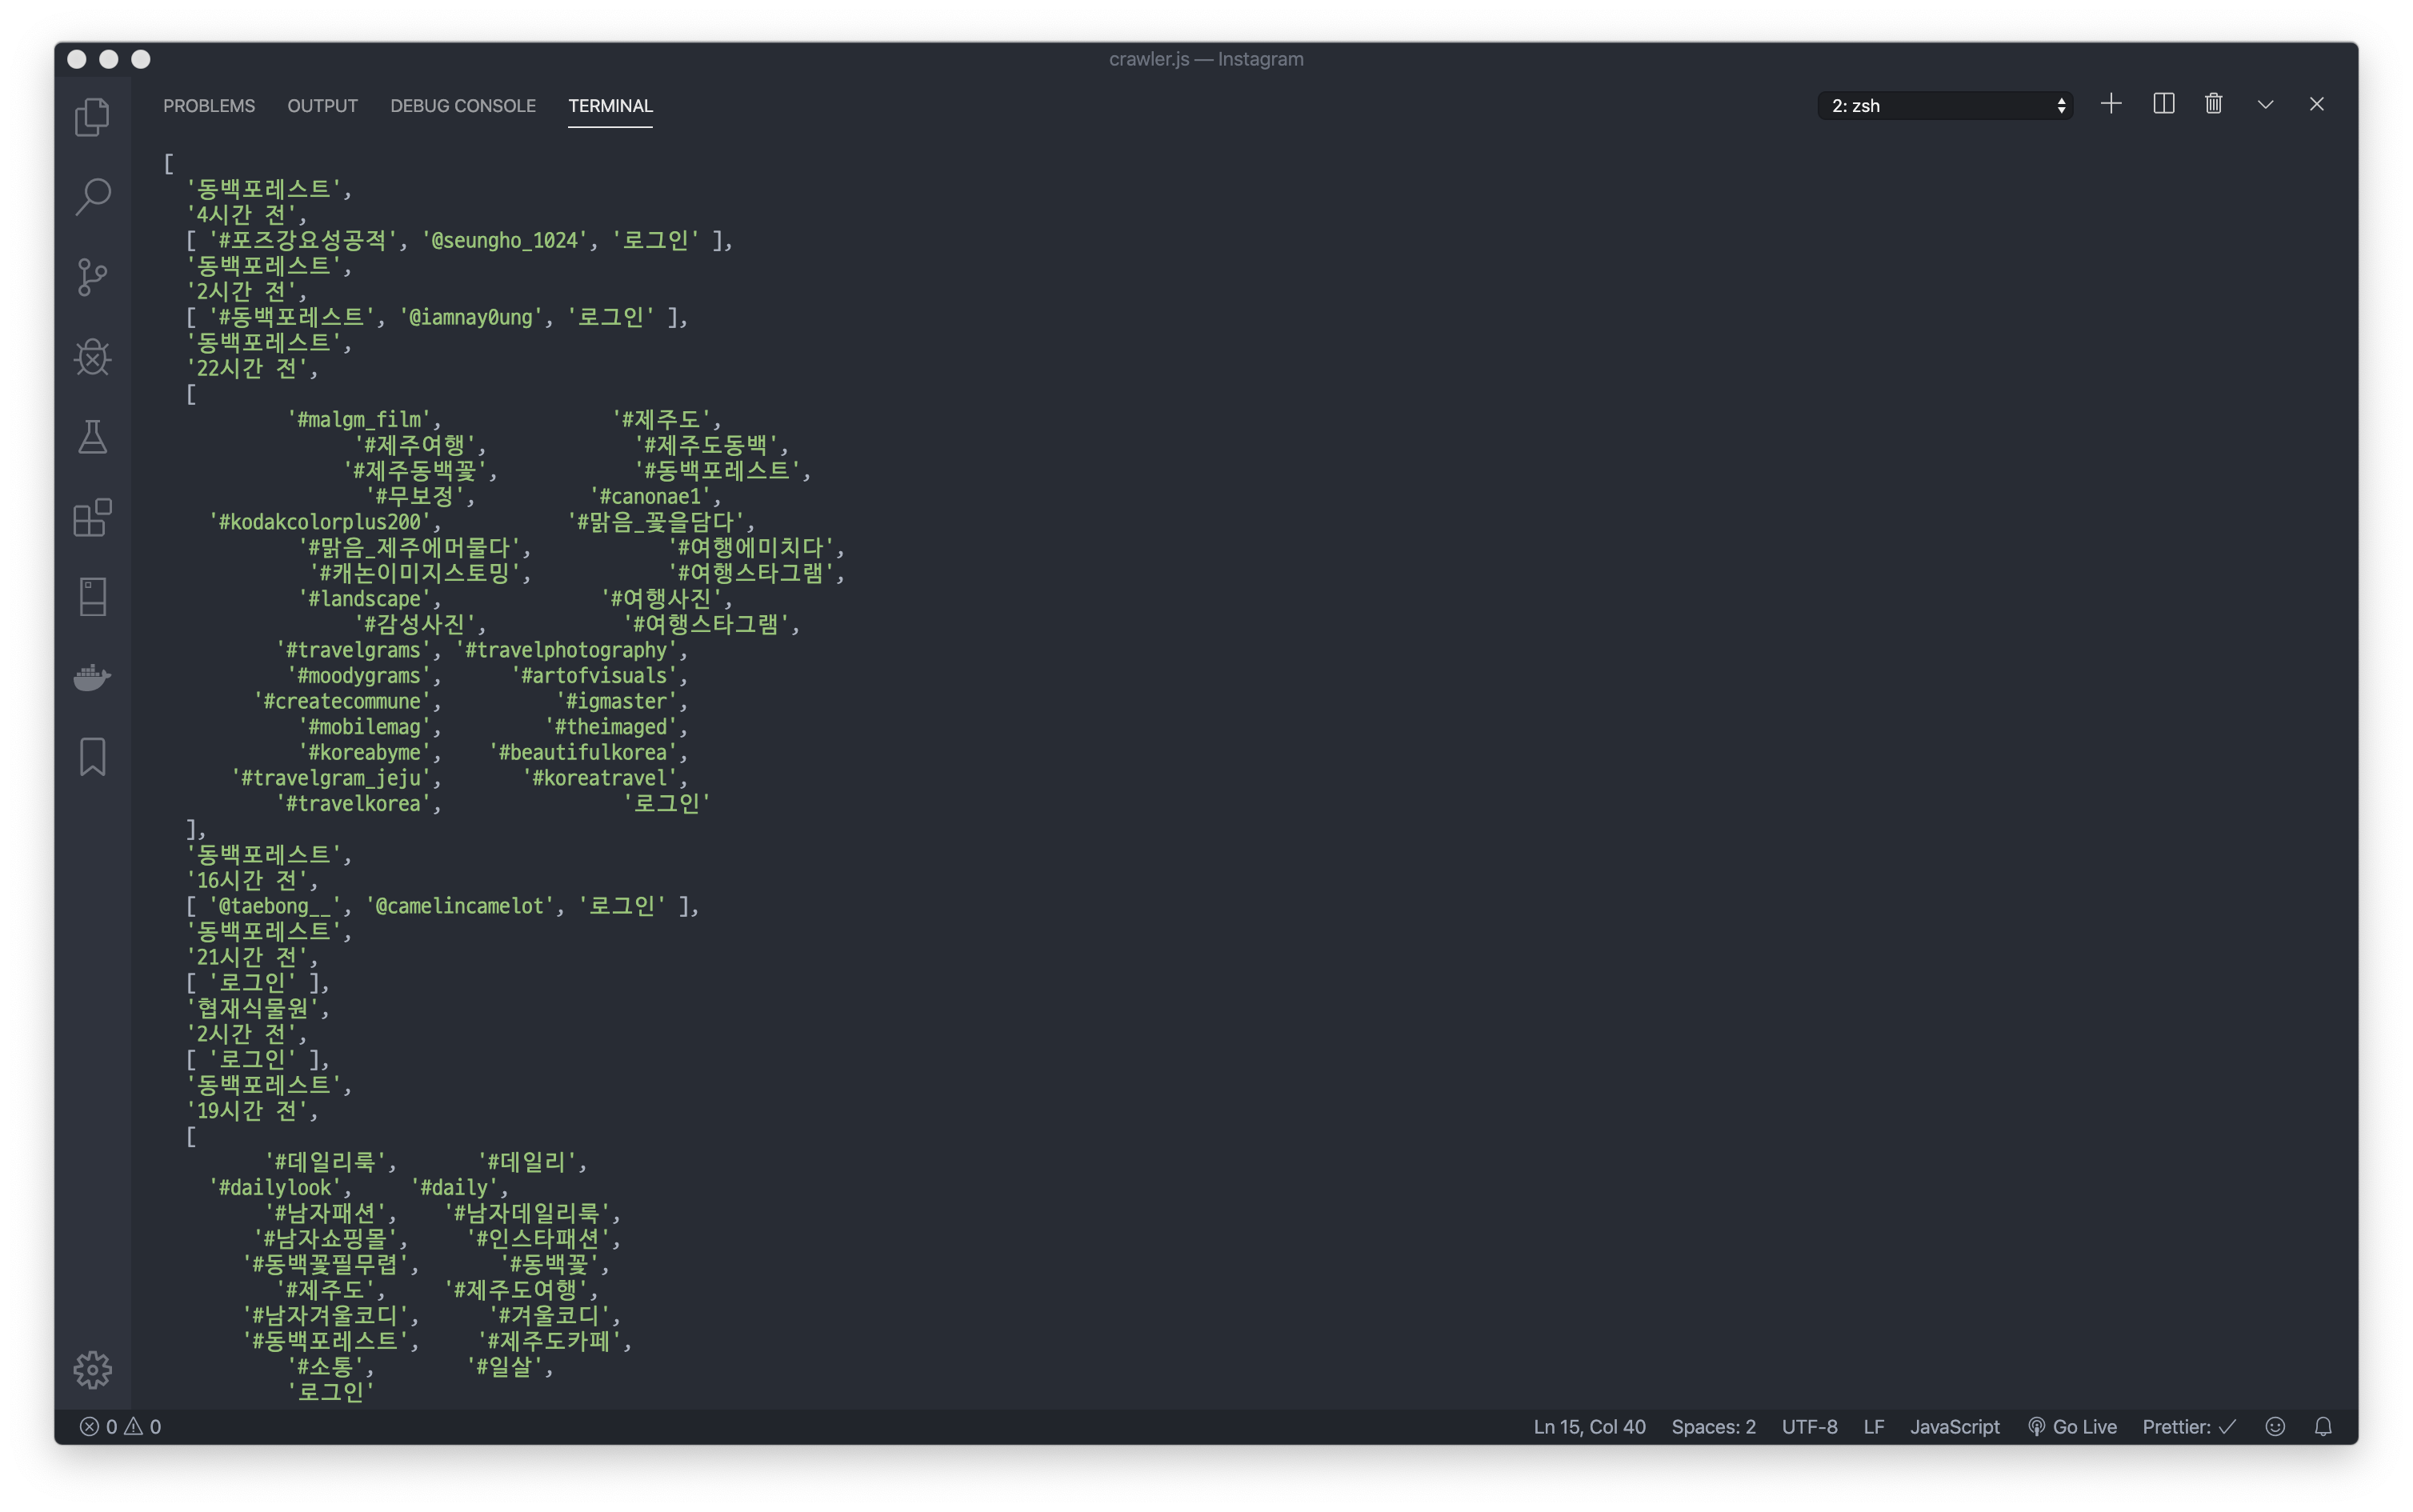 crawler.js — Instagram
PROBLEMS OUTPUT DEBUG CONSOLE TERMINAL 2: zsh
[
'동백포레스트',
'4시간 전',
[ '#포즈강요성공적', '@seungho_1024', '로그인' ],
'동백포레스트',
'2시간 전',
[ '#동백포레스트', '@iamnay0ung', '로그인' ],
'동백포레스트',
'22시간 전',
[
'#malgm_film', '#제주도',
'#제주여행', '#제주도동백',
'#제주동백꽃', '#동백포레스트',
'#무보정', '#canonae1',
'#kodakcolorplus200', '#맑음_꽃을담다',
'#맑음_제주에머물다', '#여행에미치다',
'#캐논이미지스토밍', '#여행스타그램',
'#landscape', '#여행사진',
'#감성사진', '#여행스타그램',
'#travelgrams', '#travelphotography',
'#moodygrams', '#artofvisuals',
'#createcommune', '#igmaster',
'#mobilemag', '#theimaged',
'#koreabyme', '#beautifulkorea',
'#travelgram_jeju', '#koreatravel',
'#travelkorea', '로그인'
],
'동백포레스트',
'16시간 전',
[ '@taebong__', '@camelincamelot', '로그인' ],
'동백포레스트',
'21시간 전',
[ '로그인' ],
'협재식물원',
'2시간 전',
[ '로그인' ],
'동백포레스트',
'19시간 전',
[
'#데일리룩', '#데일리',
'#dailylook', '#daily',
'#남자패션', '#남자데일리룩',
'#남자쇼핑몰', '#인스타패션',
'#동백꽃필무렵', '#동백꽃',
'#제주도', '#제주도여행',
'#남자겨울코디', '#겨울코디',
'#동백포레스트', '#제주도카페',
'#소통', '#일살',
'로그인'
0 0 Ln 15, Col 40 Spaces: 2 UTF-8 LF JavaScript Go Live Prettier: ✓